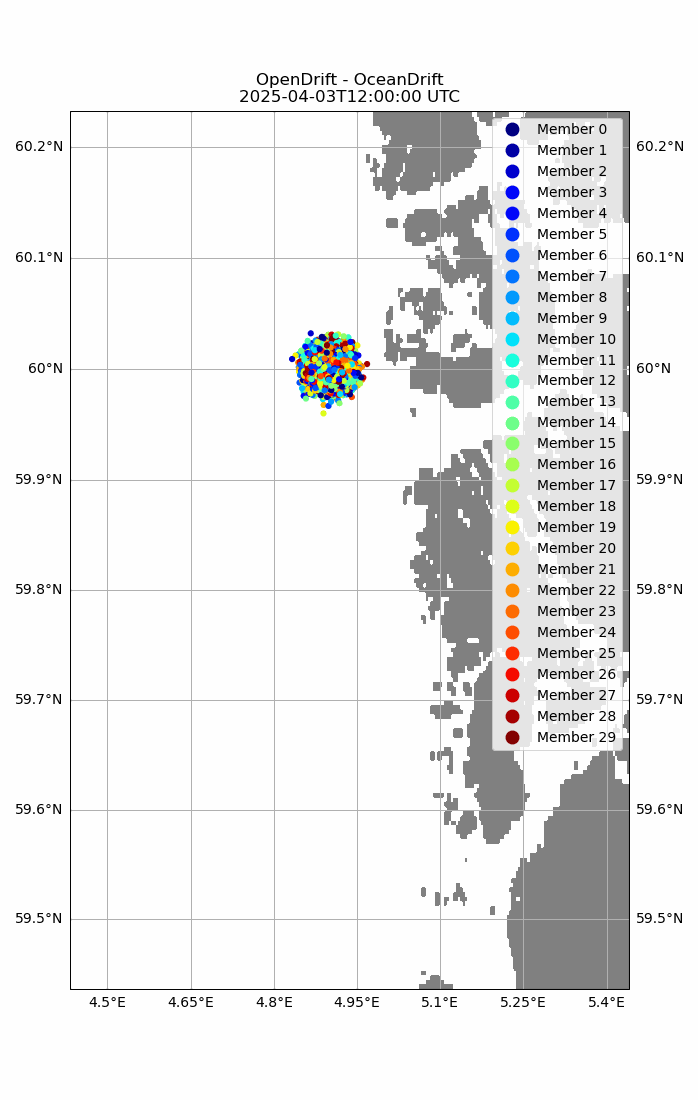 OpenDrift - OceanDrift
2025-04-03T12:00:00 UTC
60.2°N
60.2°N
60.1°N
60.1°N
60°N
60°N
59.9°N
59.9°N
59.8°N
59.8°N
59.7°N
59.7°N
59.6°N
59.6°N
59.5°N
59.5°N
4.5°E
4.65°E
4.8°E
4.95°E
5.1°E
5.25°E
5.4°E
Member 0
Member 1
Member 2
Member 3
Member 4
Member 5
Member 6
Member 7
Member 8
Member 9
Member 10
Member 11
Member 12
Member 13
Member 14
Member 15
Member 16
Member 17
Member 18
Member 19
Member 20
Member 21
Member 22
Member 23
Member 24
Member 25
Member 26
Member 27
Member 28
Member 29